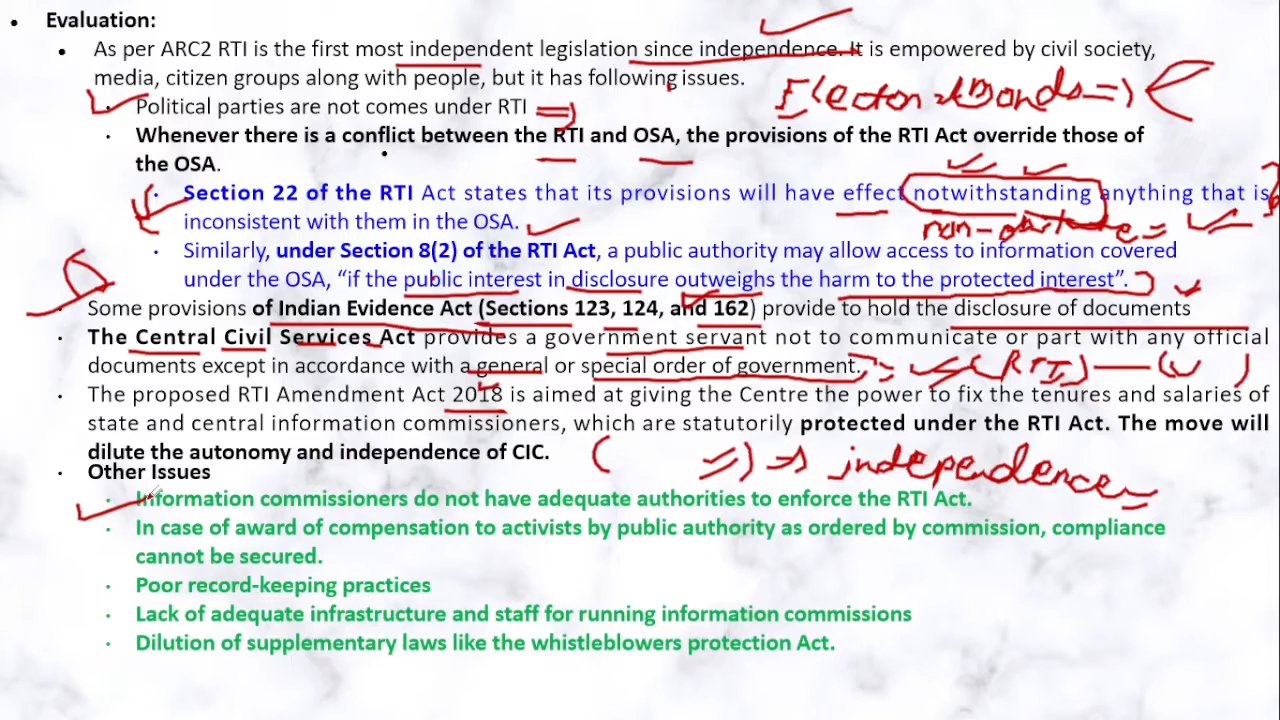 Evaluation:
As per ARC2 RTI is the first most independent legislation since independence. It is empowered by civil society,
media, citizen groups along with people, but it has following issues.
Electoral Bonds =>
Political parties are not comes under RTI =>
Whenever there is a conflict between the RTI and OSA, the provisions of the RTI Act override those of
the OSA.
Section 22 of the RTI Act states that its provisions will have effect notwithstanding anything that is
inconsistent with them in the OSA.
non-obstante =
Similarly, under Section 8(2) of the RTI Act, a public authority may allow access to information covered
under the OSA, “if the public interest in disclosure outweighs the harm to the protected interest”.
Some provisions of Indian Evidence Act (Sections 123, 124, and 162) provide to hold the disclosure of documents
The Central Civil Services Act provides a government servant not to communicate or part with any official
documents except in accordance with a general or special order of government.
(RTI)
The proposed RTI Amendment Act 2018 is aimed at giving the Centre the power to fix the tenures and salaries of
state and central information commissioners, which are statutorily protected under the RTI Act. The move will
dilute the autonomy and independence of CIC.
independence
Other Issues
Information commissioners do not have adequate authorities to enforce the RTI Act.
In case of award of compensation to activists by public authority as ordered by commission, compliance
cannot be secured.
Poor record-keeping practices
Lack of adequate infrastructure and staff for running information commissions
Dilution of supplementary laws like the whistleblowers protection Act.